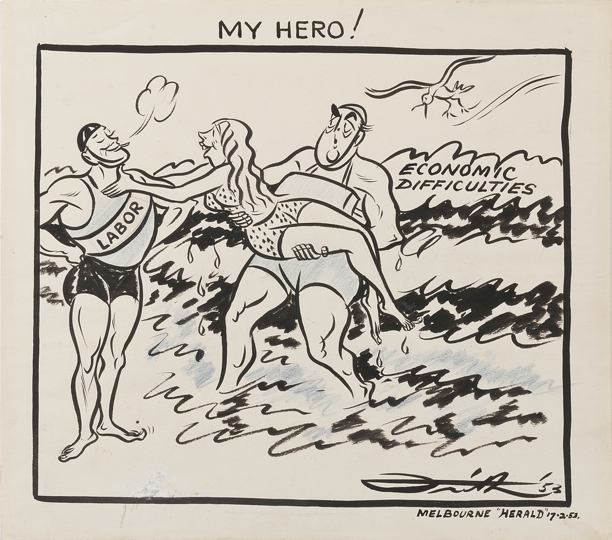 MY HERO!
ECONOMIC
DIFFICULTIES
LABOR
'53
MELBOURNE "HERALD" 17·2·53.